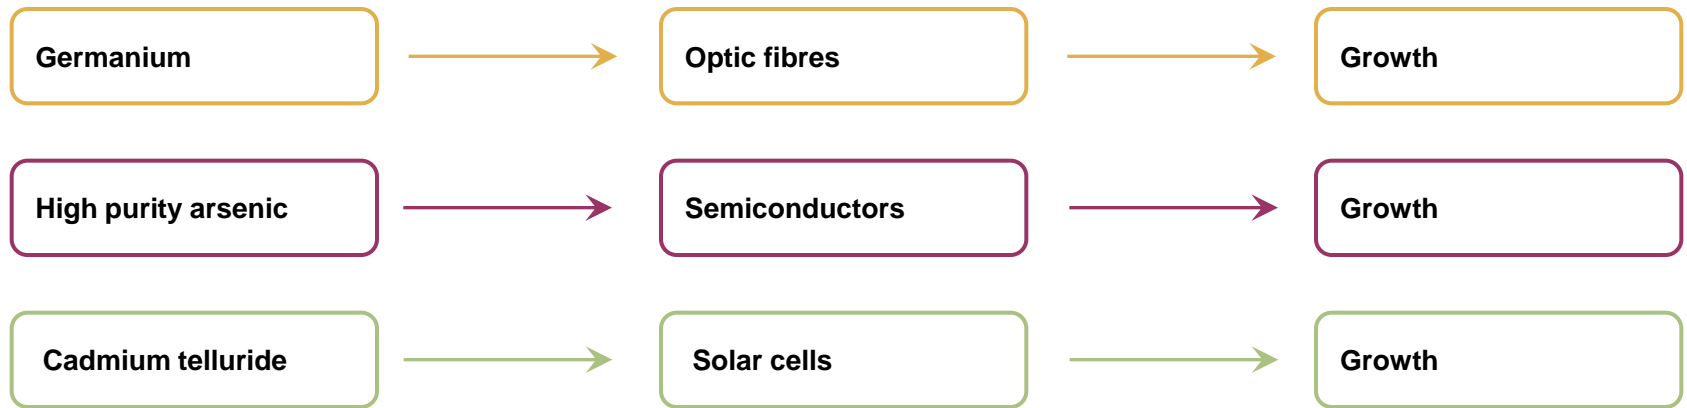 Germanium
Optic fibres
Growth
High purity arsenic
Semiconductors
Growth
Cadmium telluride
Solar cells
Growth